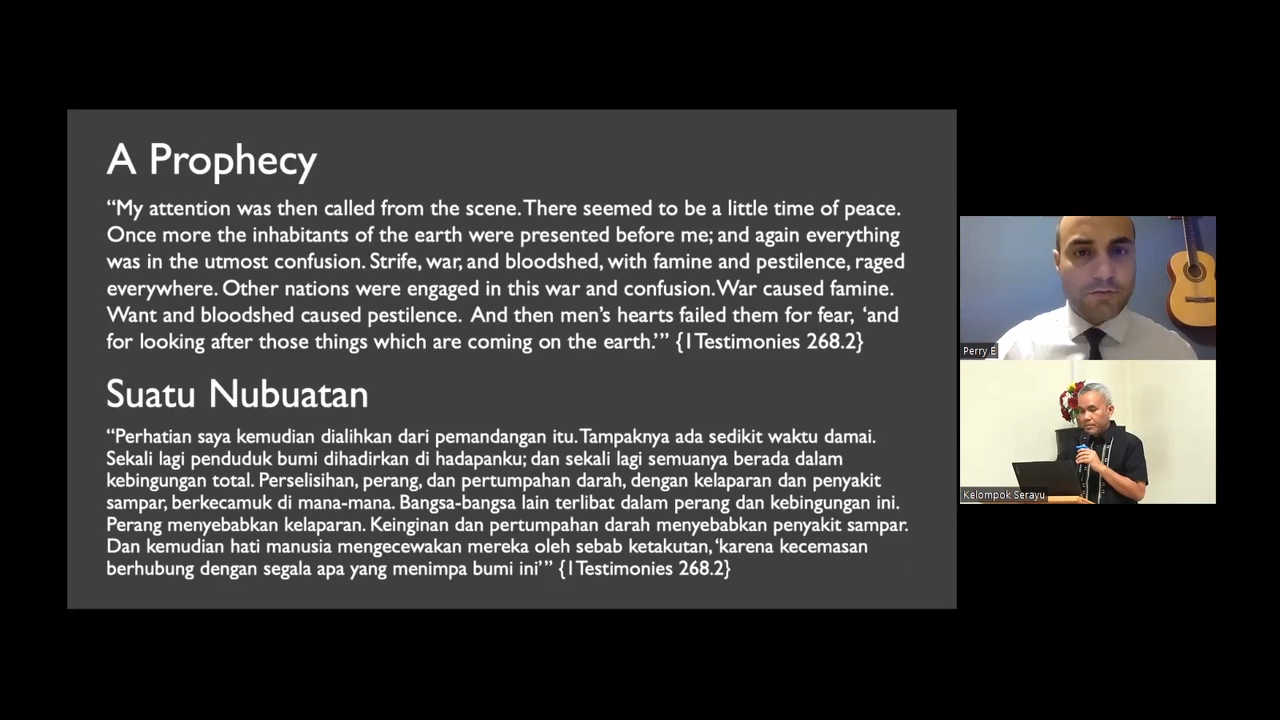 A Prophecy
“My attention was then called from the scene. There seemed to be a little time of peace.
Once more the inhabitants of the earth were presented before me; and again everything
was in the utmost confusion. Strife, war, and bloodshed, with famine and pestilence, raged
everywhere. Other nations were engaged in this war and confusion. War caused famine.
Want and bloodshed caused pestilence. And then men’s hearts failed them for fear, ‘and
for looking after those things which are coming on the earth.’” {1Testimonies 268.2}
Suatu Nubuatan
“Perhatian saya kemudian dialihkan dari pemandangan itu. Tampaknya ada sedikit waktu damai.
Sekali lagi penduduk bumi dihadirkan di hadapanku; dan sekali lagi semuanya berada dalam
kebingungan total. Perselisihan, perang, dan pertumpahan darah, dengan kelaparan dan penyakit
sampar, berkecamuk di mana-mana. Bangsa-bangsa lain terlibat dalam perang dan kebingungan ini.
Perang menyebabkan kelaparan. Keinginan dan pertumpahan darah menyebabkan penyakit sampar.
Dan kemudian hati manusia mengecewakan mereka oleh sebab ketakutan, ‘karena kecemasan
berhubung dengan segala apa yang menimpa bumi ini’” {1Testimonies 268.2}
Perry E
Kelompok Serayu